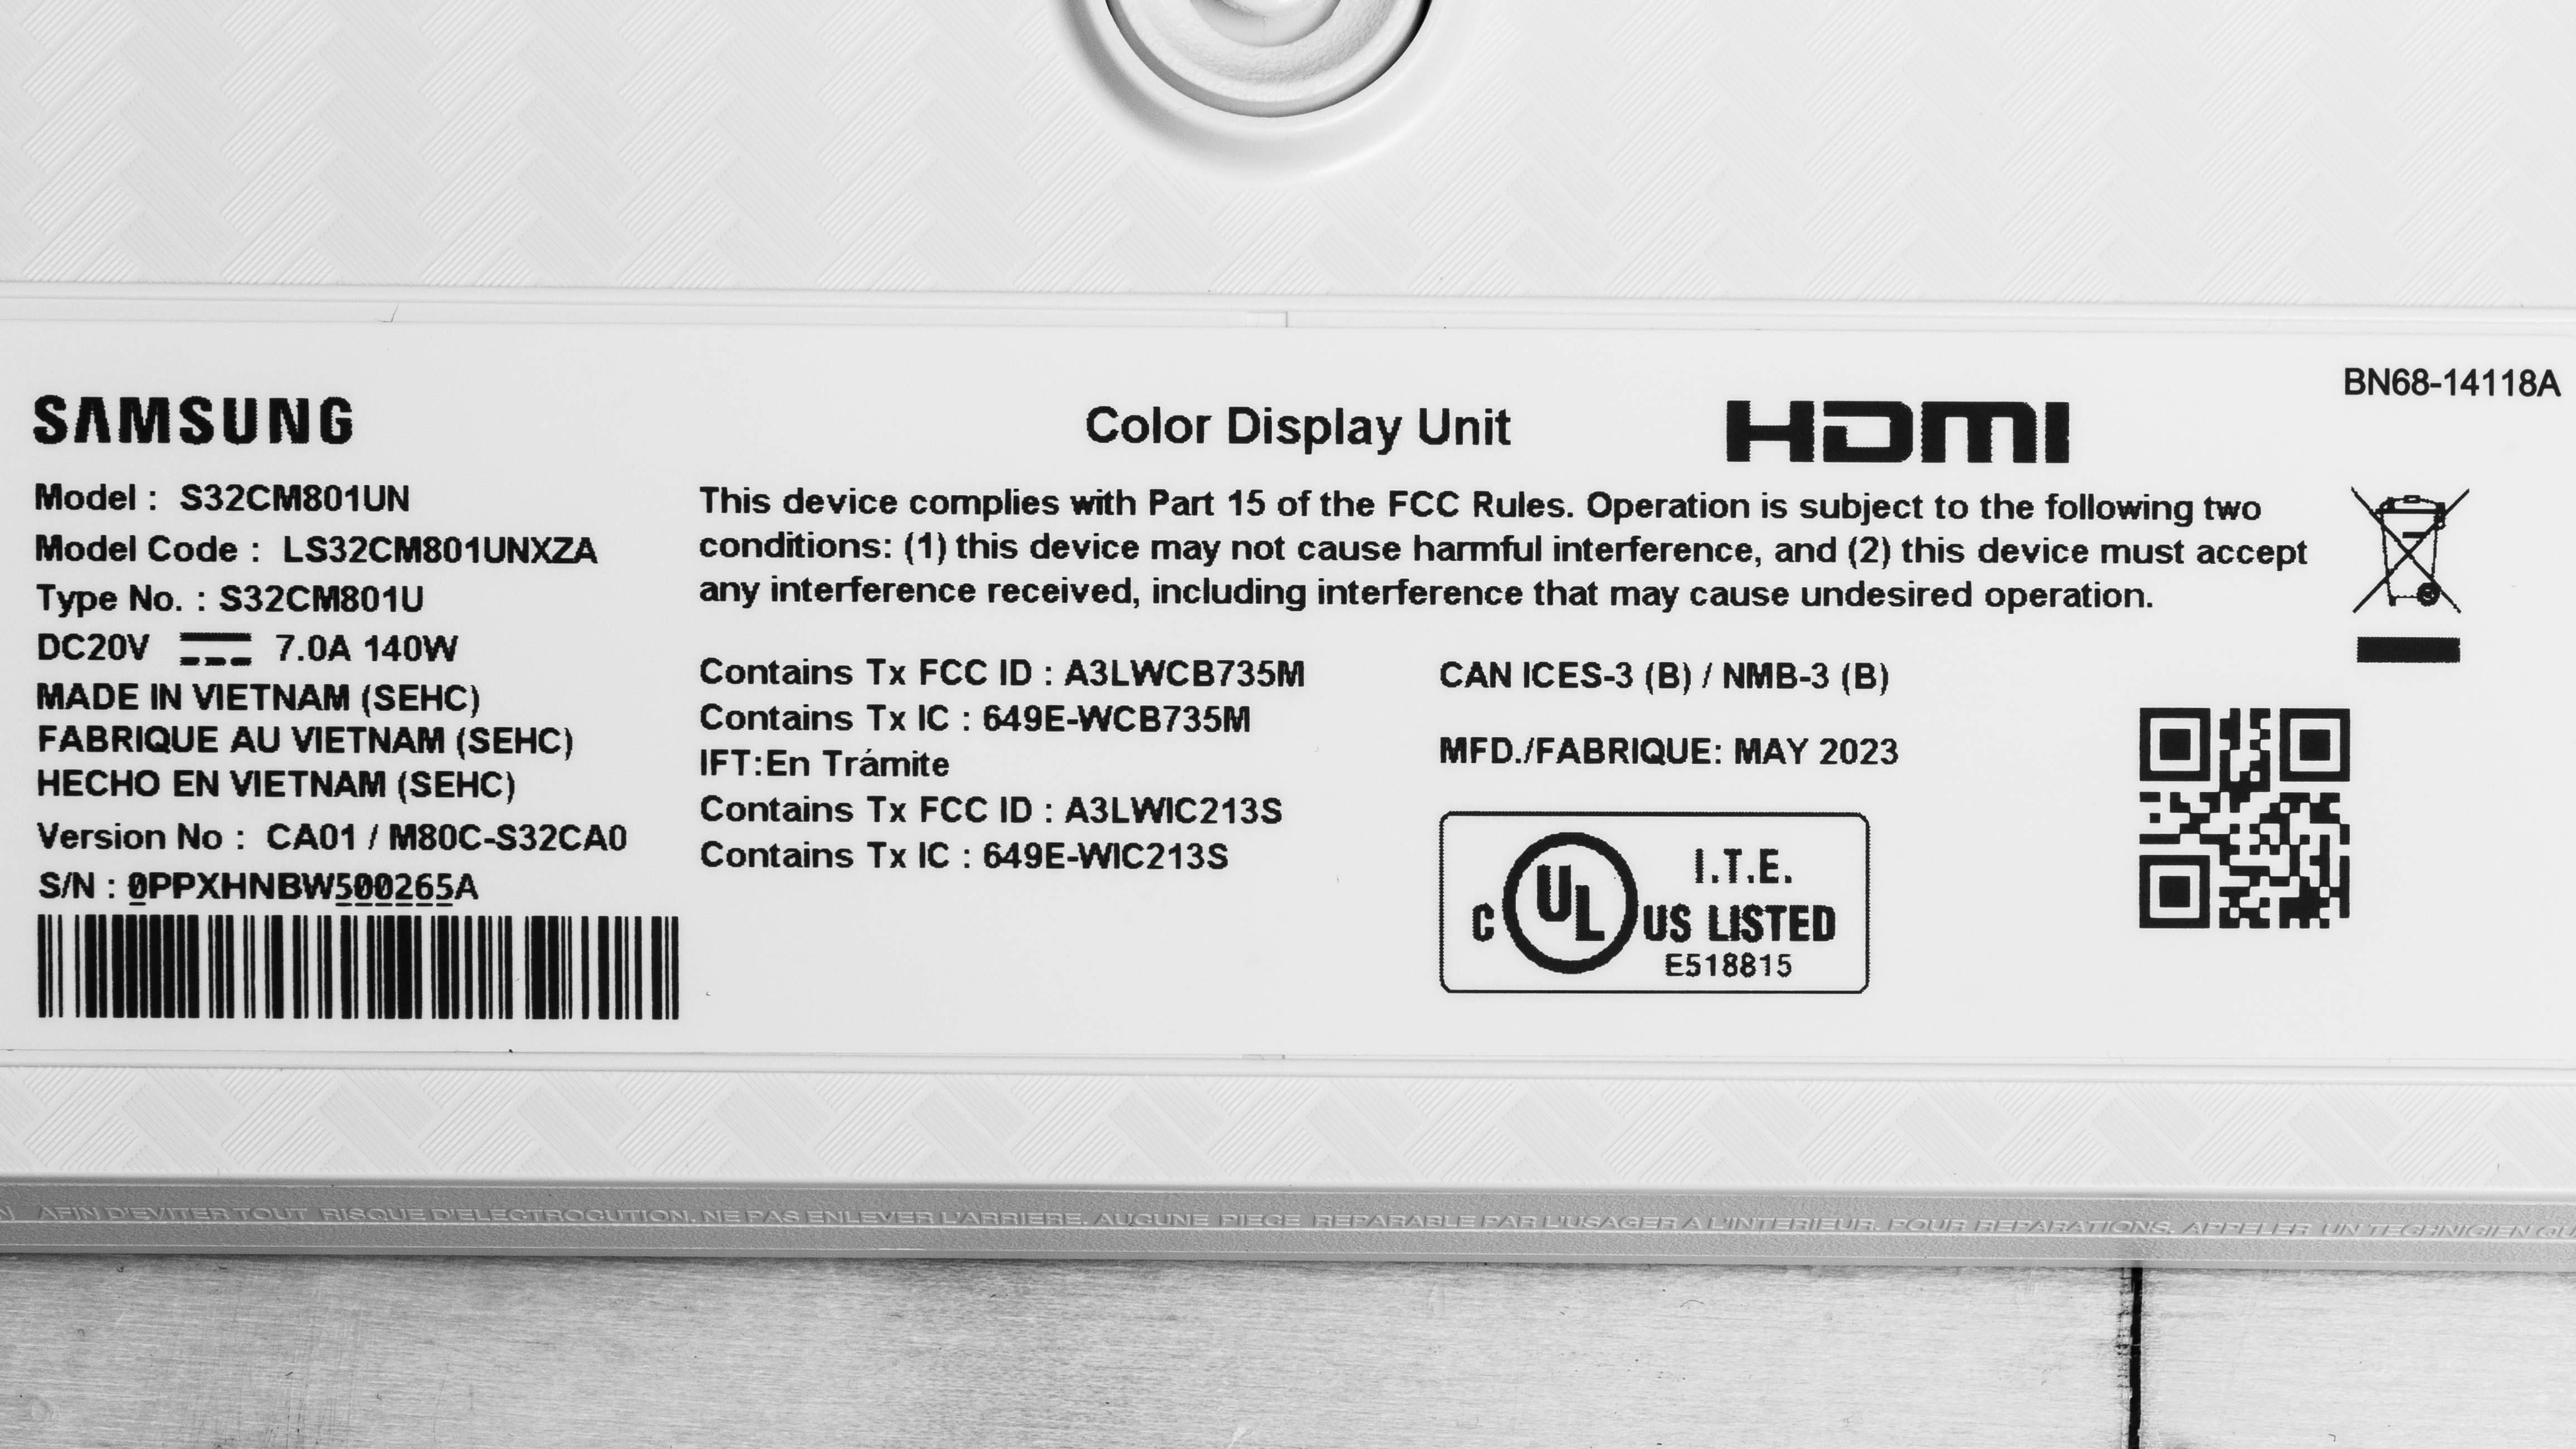 BN68-14118A
SAMSUNG
Color Display Unit
HDMI
Model : S32CM801UN
Model Code : LS32CM801UNXZA
Type No. : S32CM801U
DC20V 7.0A 140W
MADE IN VIETNAM (SEHC)
FABRIQUE AU VIETNAM (SEHC)
HECHO EN VIETNAM (SEHC)
Version No : CA01 / M80C-S32CA0
S/N : 0PPXHNBW500265A
This device complies with Part 15 of the FCC Rules. Operation is subject to the following two
conditions: (1) this device may not cause harmful interference, and (2) this device must accept
any interference received, including interference that may cause undesired operation.
Contains Tx FCC ID : A3LWCB735M
Contains Tx IC : 649E-WCB735M
IFT:En Trámite
Contains Tx FCC ID : A3LWIC213S
Contains Tx IC : 649E-WIC213S
CAN ICES-3 (B) / NMB-3 (B)
MFD./FABRIQUE: MAY 2023
C UL US LISTED
I.T.E.
E518815
AFIN D'EVITER TOUT RISQUE D'ELECTROCUTION, NE PAS ENLEVER L'ARRIERE. AUCUNE PIECE REPARABLE PAR L'USAGER A L'INTERIEUR. POUR REPARATIONS, APPELER UN TECHNICIEN